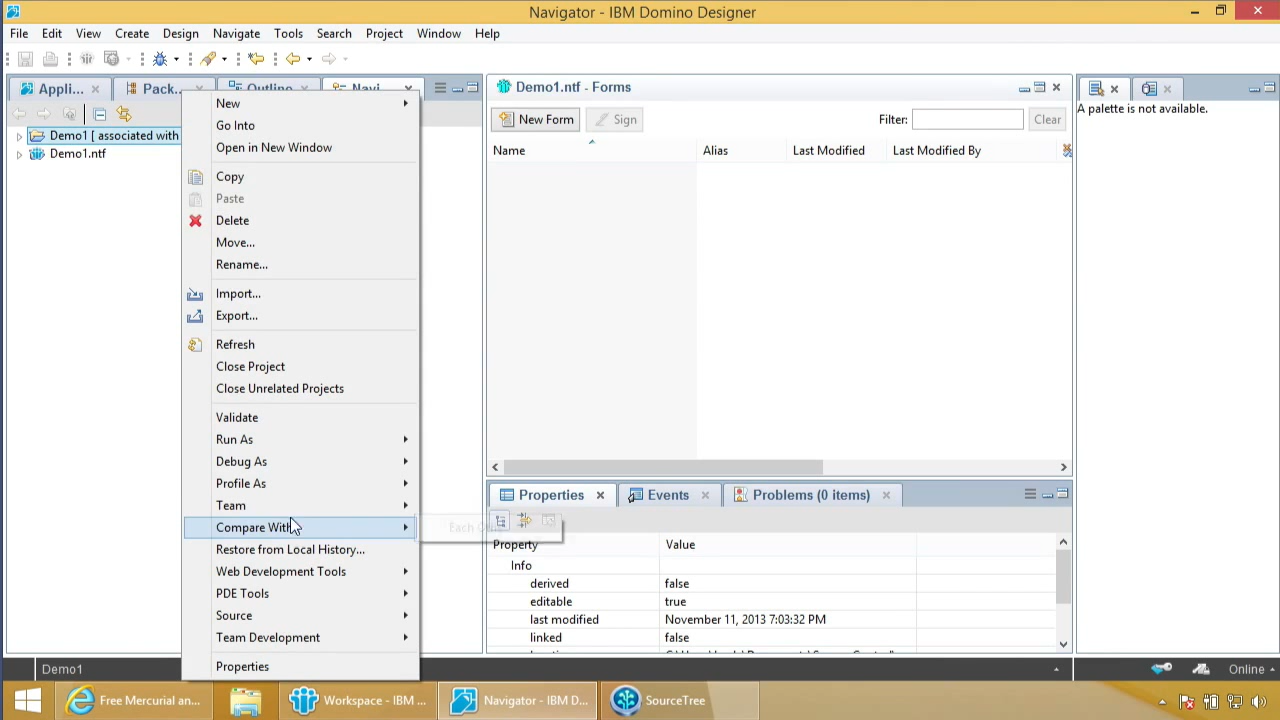 Navigator - IBM Domino Designer
File Edit View Create Design Navigate Tools Search Project Window Help
Appli... Pack... Outline Navi...
Demo1 [ associated with
Demo1.ntf
New
Go Into
Open in New Window
Copy
Paste
Delete
Move...
Rename...
Import...
Export...
Refresh
Close Project
Close Unrelated Projects
Validate
Run As
Debug As
Profile As
Team
Compare With
Restore from Local History...
Web Development Tools
PDE Tools
Source
Team Development
Properties
Demo1.ntf - Forms
New Form Sign Filter: Clear
Name Alias Last Modified Last Modified By
A palette is not available.
Properties Events Problems (0 items)
Each
Property Value
Info
derived false
editable true
last modified November 11, 2013 7:03:32 PM
linked false
Demo1 Online
Free Mercurial an... Workspace - IBM ... Navigator - IBM D... SourceTree